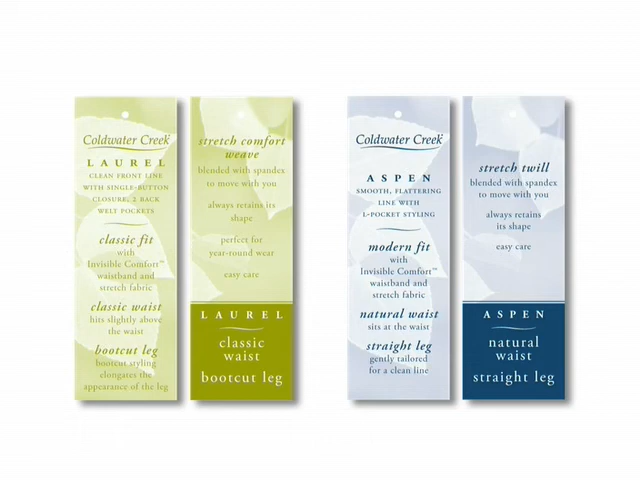 Coldwater Creek
LAUREL
CLEAN FRONT LINE
WITH SINGLE-BUTTON
CLOSURE, 2 BACK
WELT POCKETS
classic fit
with
Invisible Comfort™
waistband and
stretch fabric
classic waist
hits slightly above
the waist
bootcut leg
bootcut styling
elongates the
appearance of the leg
stretch comfort
weave
blended with spandex
to move with you
always retains its
shape
perfect for
year-round wear
easy care
LAUREL
classic
waist
bootcut leg
Coldwater Creek
ASPEN
SMOOTH, FLATTERING
LINE WITH
L-POCKET STYLING
modern fit
with
Invisible Comfort™
waistband and
stretch fabric
natural waist
sits at the waist
straight leg
gently tailored
for a clean line
stretch twill
blended with spandex
to move with you
always retains
its shape
easy care
ASPEN
natural
waist
straight leg